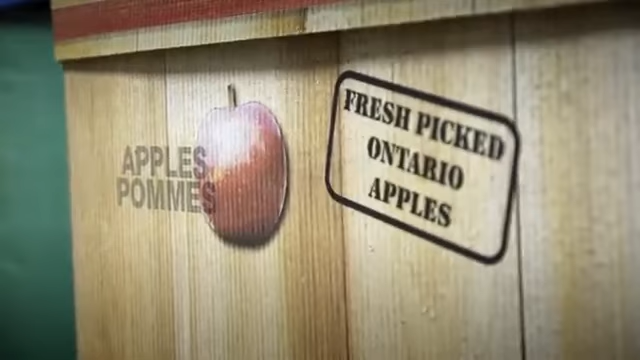 APPLES
POMMES
FRESH PICKED
ONTARIO
APPLES